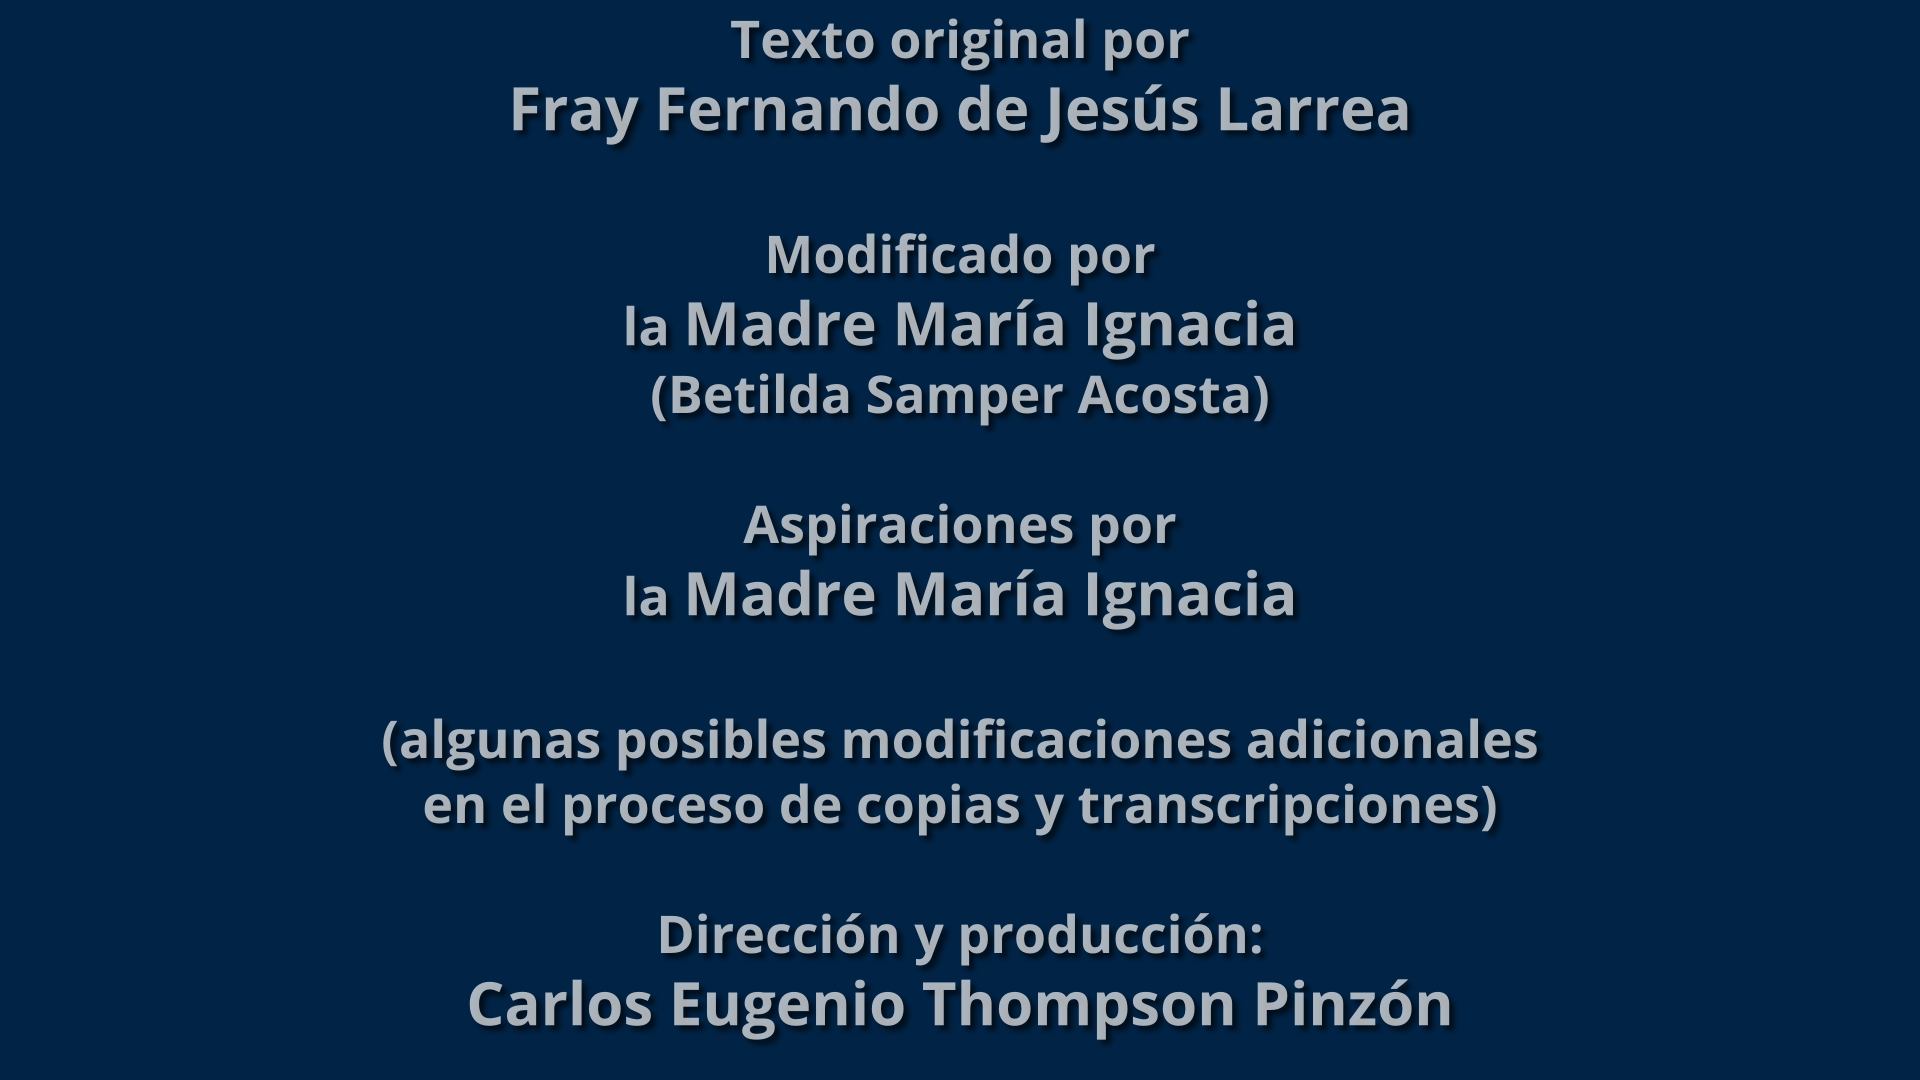 Texto original por
Fray Fernando de Jesús Larrea
Modificado por
la Madre María Ignacia
(Betilda Samper Acosta)
Aspiraciones por
la Madre María Ignacia
(algunas posibles modificaciones adicionales
en el proceso de copias y transcripciones)
Dirección y producción:
Carlos Eugenio Thompson Pinzón